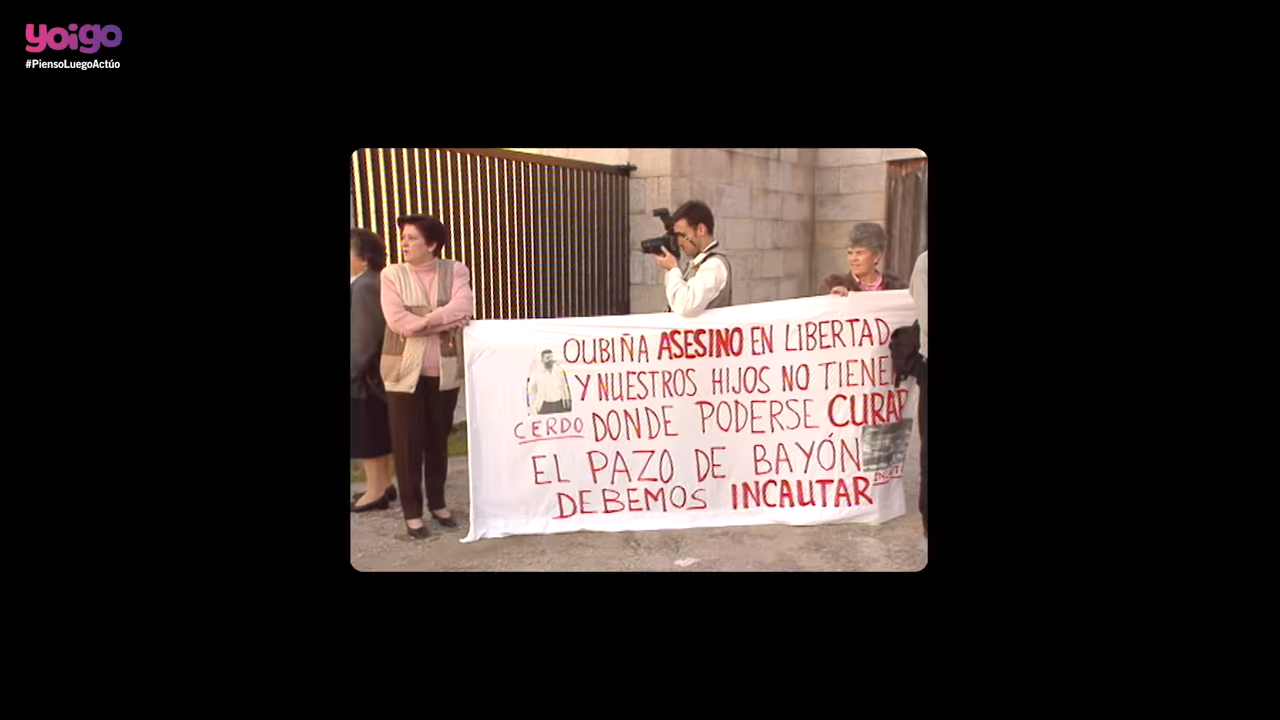 yoigo
#PiensoLuegoActúo
OUBIÑA ASESINO EN LIBERTAD
Y NUESTROS HIJOS NO TIENE
CERDO DONDE PODERSE CURAR
EL PAZO DE BAYÓN
DEBEMOS INCAUTAR